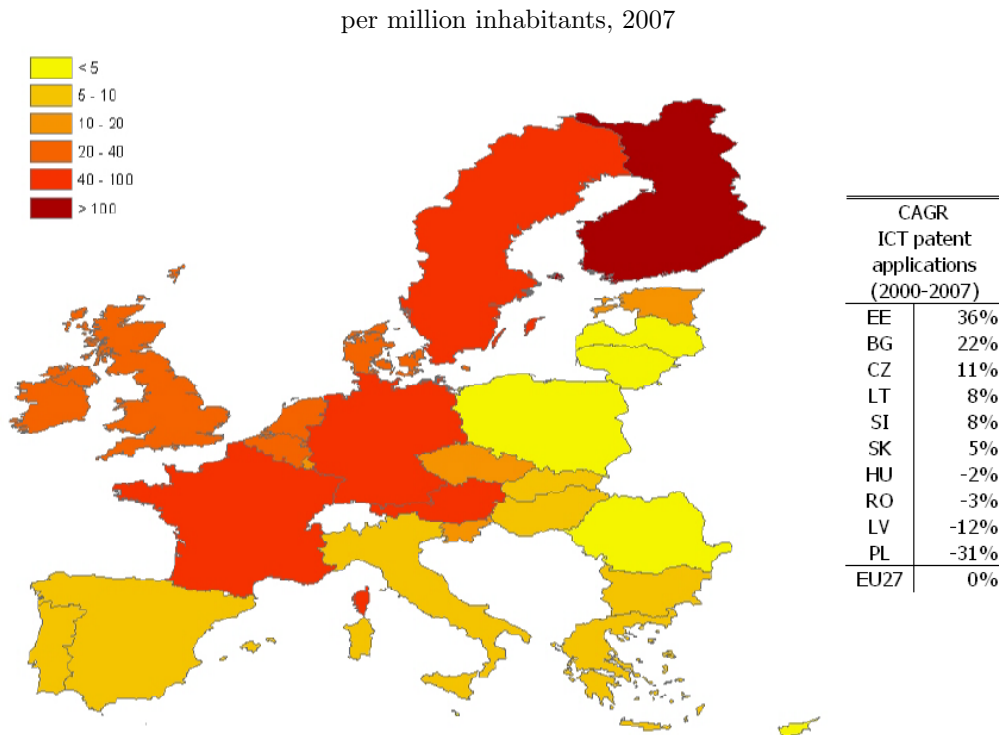 per million inhabitants, 2007
< 5
5 - 10
10 - 20
20 - 40
40 - 100
> 100
CAGR
ICT patent
applications
(2000-2007)
EE 36%
BG 22%
CZ 11%
LT 8%
SI 8%
SK 5%
HU -2%
RO -3%
LV -12%
PL -31%
EU27 0%